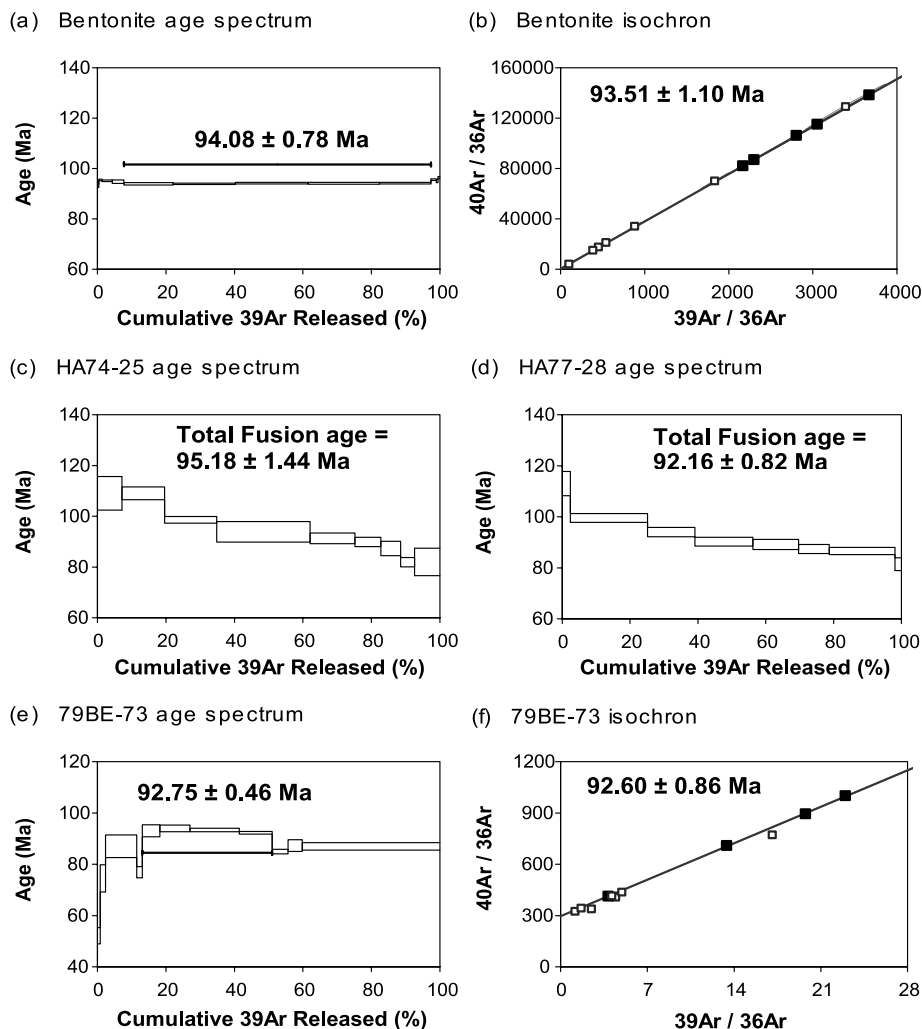 (a) Bentonite age spectrum
140
120
100
80
60
Age (Ma)
94.08 ± 0.78 Ma
0 20 40 60 80 100
Cumulative 39Ar Released (%)
(b) Bentonite isochron
160000
120000
80000
40000
0
40Ar / 36Ar
93.51 ± 1.10 Ma
0 1000 2000 3000 4000
39Ar / 36Ar
(c) HA74-25 age spectrum
140
120
100
80
60
Age (Ma)
Total Fusion age =
95.18 ± 1.44 Ma
0 20 40 60 80 100
Cumulative 39Ar Released (%)
(d) HA77-28 age spectrum
140
120
100
80
60
Age (Ma)
Total Fusion age =
92.16 ± 0.82 Ma
0 20 40 60 80 100
Cumulative 39Ar Released (%)
(e) 79BE-73 age spectrum
120
100
80
60
40
Age (Ma)
92.75 ± 0.46 Ma
0 20 40 60 80 100
Cumulative 39Ar Released (%)
(f) 79BE-73 isochron
1200
900
600
300
0
40Ar / 36Ar
92.60 ± 0.86 Ma
0 7 14 21 28
39Ar / 36Ar